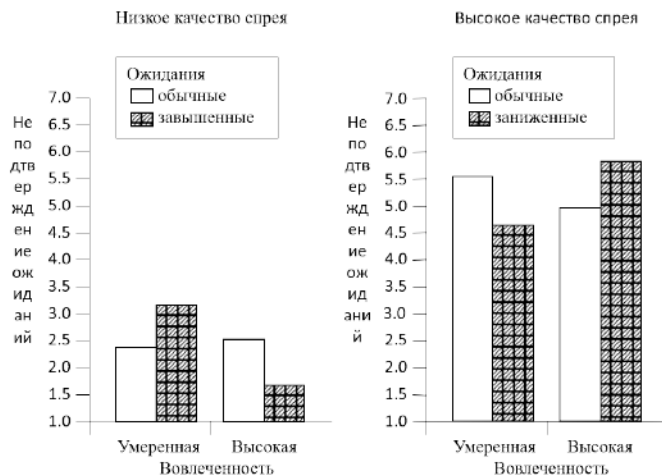 Низкое качество спрея
Ожидания
обычные
завышенные
Не
по
дтв
ер
жд
ен
ие
ож
ид
ан
ий
7.0
6.5
6.0
5.5
5.0
4.5
4.0
3.5
3.0
2.5
2.0
1.5
1.0
Умеренная Высокая
Вовлеченность
Высокое качество спрея
Ожидания
обычные
заниженные
Не
по
дтв
ер
жд
ен
ие
ож
ид
ани
й
7.0
6.5
6.0
5.5
5.0
4.5
4.0
3.5
3.0
2.5
2.0
1.5
1.0
Умеренная Высокая
Вовлеченность